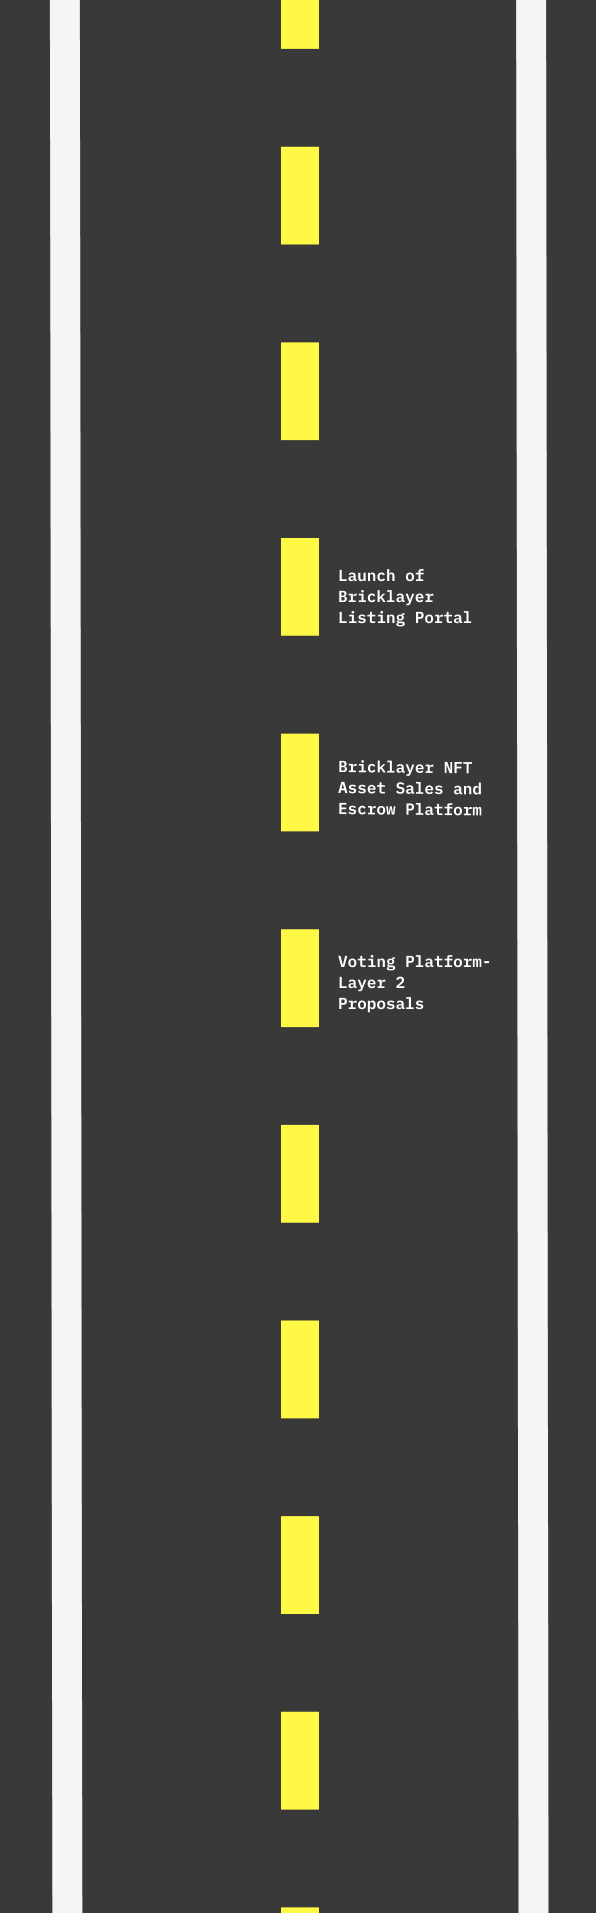 Launch of
Bricklayer
Listing Portal
Bricklayer NFT
Asset Sales and
Escrow Platform
Voting Platform-
Layer 2
Proposals